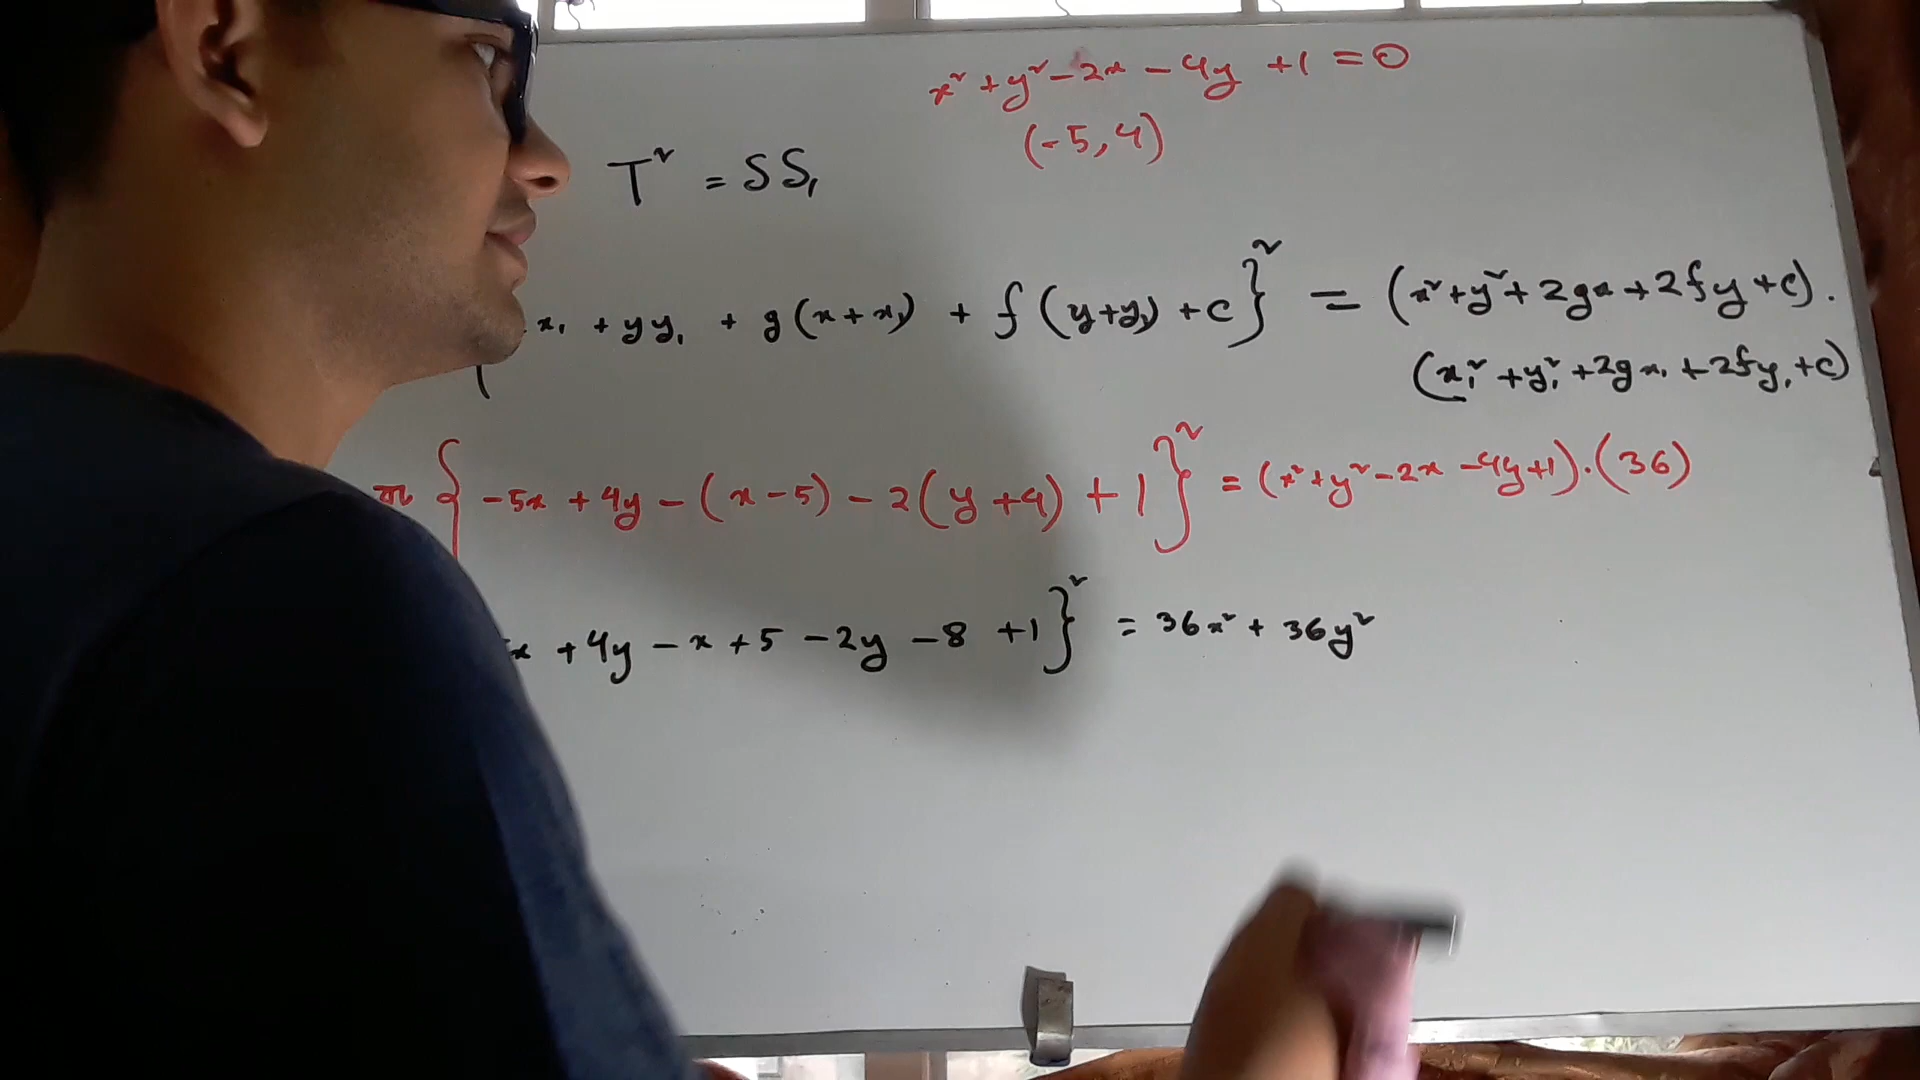 x² + y² - 2x - 4y + 1 = 0
(-5, 4)
T² = SS₁
x₁ + yy₁ + g(x + x₁) + f(y + y₁) + c}² = (x² + y² + 2gx + 2fy + c).
(x₁² + y₁² + 2gx₁ + 2fy₁ + c)
{-5x + 4y - (x - 5) - 2(y + 4) + 1}² = (x² + y² - 2x - 4y + 1).(36)
x + 4y - x + 5 - 2y - 8 + 1}² = 36x² + 36y²